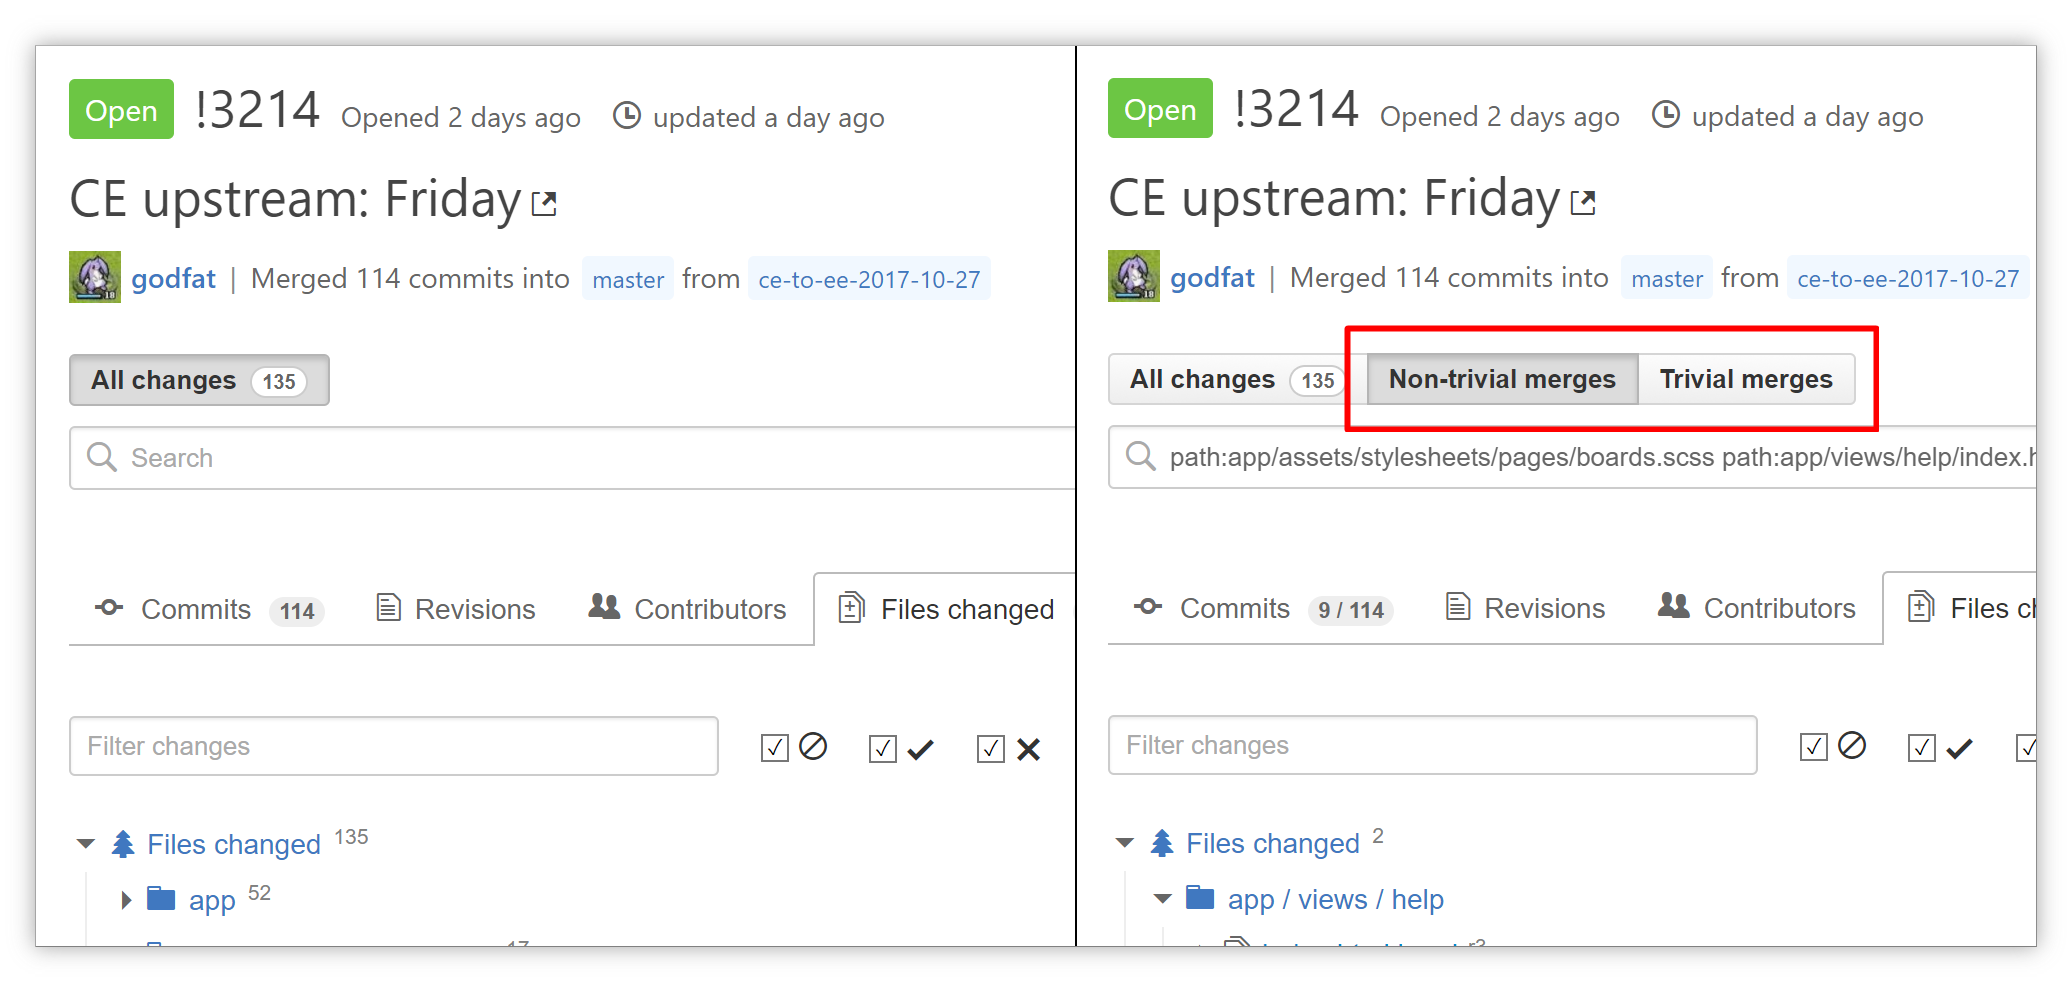 Open !3214 Opened 2 days ago updated a day ago
CE upstream: Friday
godfat | Merged 114 commits into master from ce-to-ee-2017-10-27
All changes 135
Search
Commits 114 Revisions Contributors Files changed
Filter changes
Files changed 135
app 52
17
Open !3214 Opened 2 days ago updated a day ago
CE upstream: Friday
godfat | Merged 114 commits into master from ce-to-ee-2017-10-27
All changes 135 Non-trivial merges Trivial merges
path:app/assets/stylesheets/pages/boards.scss path:app/views/help/index.h
Commits 9 / 114 Revisions Contributors Files ch
Filter changes
Files changed 2
app / views / help
r3